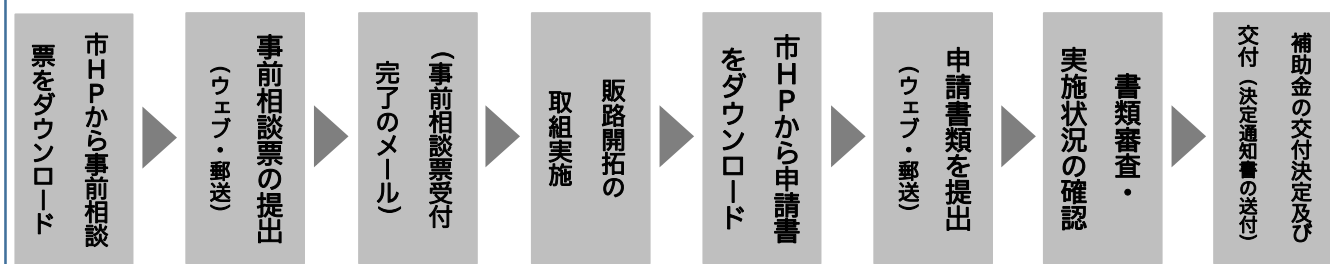 市HPから事前相談
票をダウンロード
事前相談票の提出
（ウェブ・郵送）
（事前相談票受付
完了のメール）
販路開拓の
取組実施
市HPから申請書
をダウンロード
申請書類を提出
（ウェブ・郵送）
書類審査・
実施状況の確認
補助金の交付決定及び
交付（決定通知書の送付）